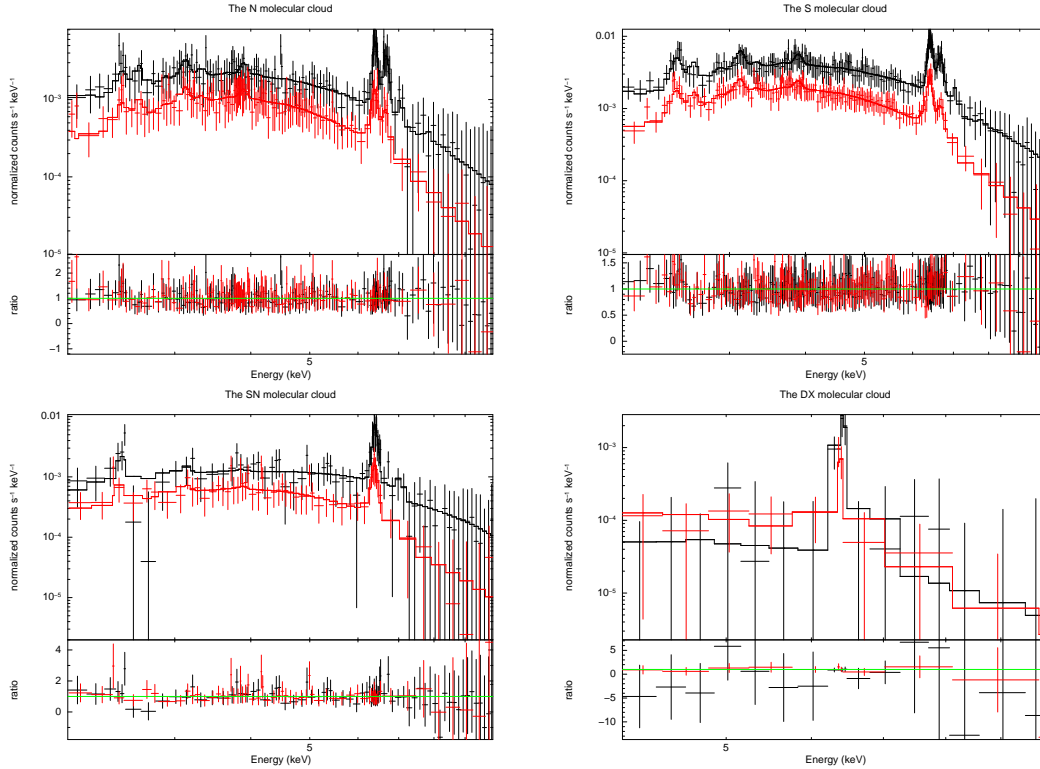 The N molecular cloud
normalized counts s⁻¹ keV⁻¹
10⁻³
10⁻⁴
10⁻⁵
ratio
2
1
0
−1
5
Energy (keV)
The S molecular cloud
normalized counts s⁻¹ keV⁻¹
0.01
10⁻³
10⁻⁴
10⁻⁵
ratio
1.5
1
0.5
0
5
Energy (keV)
The SN molecular cloud
normalized counts s⁻¹ keV⁻¹
0.01
10⁻³
10⁻⁴
10⁻⁵
ratio
4
2
0
5
Energy (keV)
The DX molecular cloud
normalized counts s⁻¹ keV⁻¹
10⁻³
10⁻⁴
10⁻⁵
ratio
5
0
−5
−10
5
Energy (keV)